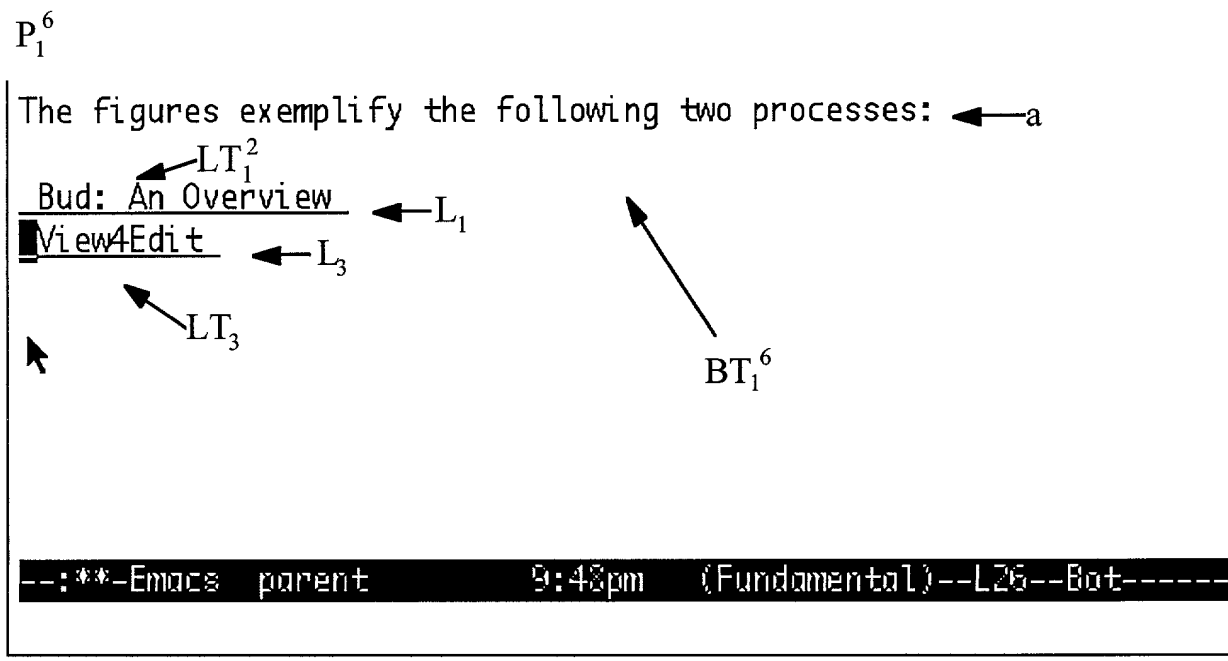 P₁⁶
The figures exemplify the following two processes: a
LT₁²
Bud: An Overview L₁
View4Edit L₃
LT₃
BT₁⁶
--:**-Emacs parent 9:48pm (Fundamental)--L26--Bot------